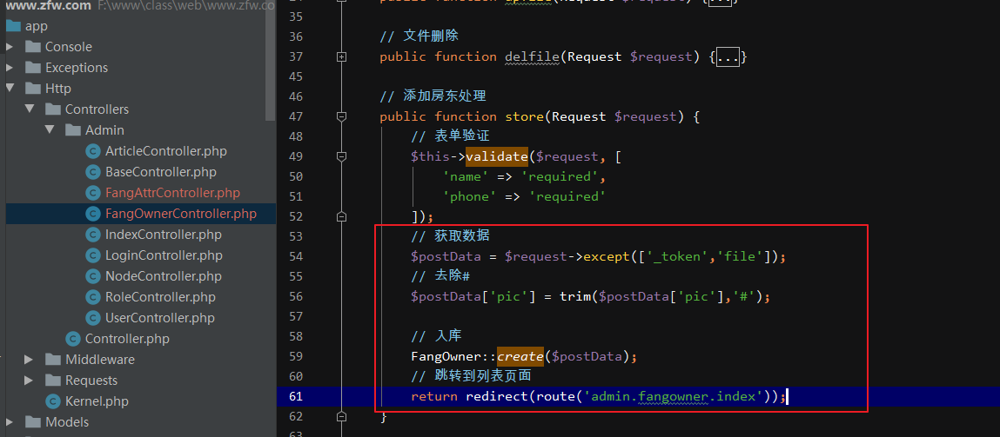 www.zfw.com F:\www\class\web\www.zfw.co
app
Console
Exceptions
Http
Controllers
Admin
ArticleController.php
BaseController.php
FangAttrController.php
FangOwnerController.php
IndexController.php
LoginController.php
NodeController.php
RoleController.php
UserController.php
Controller.php
Middleware
Requests
Kernel.php
Models
35
36 // 文件删除
37 public function delfile(Request $request) {...}
45
46 // 添加房东处理
47 public function store(Request $request) {
48 // 表单验证
49 $this->validate($request, [
50 'name' => 'required',
51 'phone' => 'required'
52 ]);
53 // 获取数据
54 $postData = $request->except(['_token','file']);
55 // 去除#
56 $postData['pic'] = trim($postData['pic'],'#');
57
58 // 入库
59 FangOwner::create($postData);
60 // 跳转到列表页面
61 return redirect(route('admin.fangowner.index'));
62 }